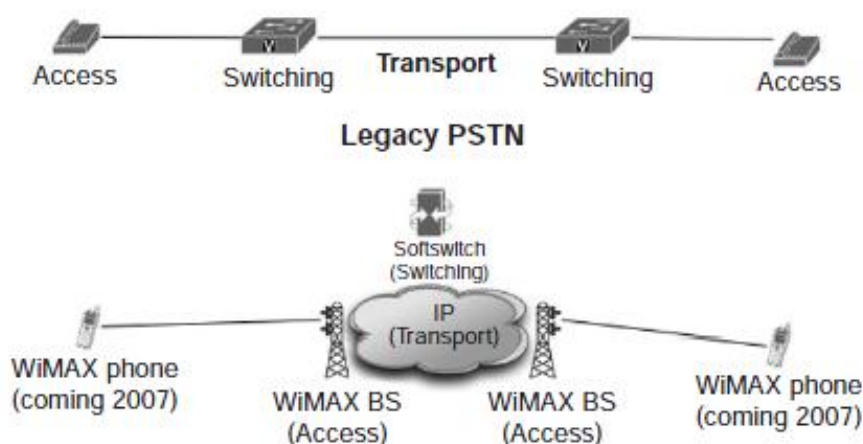 Access
Switching
Transport
Switching
Access
Legacy PSTN
Softswitch
(Switching)
IP
(Transport)
WiMAX phone
(coming 2007)
WiMAX BS
(Access)
WiMAX BS
(Access)
WiMAX phone
(coming 2007)
V
V